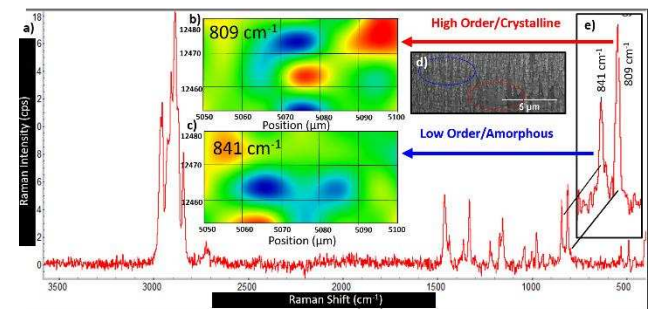 a)
18
16
14
12
10
8
6
4
2
0
Raman Intensity (cps)
3500
3000
2500
2000
1500
1000
500
Raman Shift (cm-1)
b)
809 cm-1
12480
12470
12460
5050
5060
5070
5080
5090
5100
Position (µm)
c)
841 cm-1
12480
12470
12460
5050
5060
5070
5080
5090
5100
Position (µm)
High Order/Crystalline
d)
5 µm
Low Order/Amorphous
e)
841 cm-1
809 cm-1